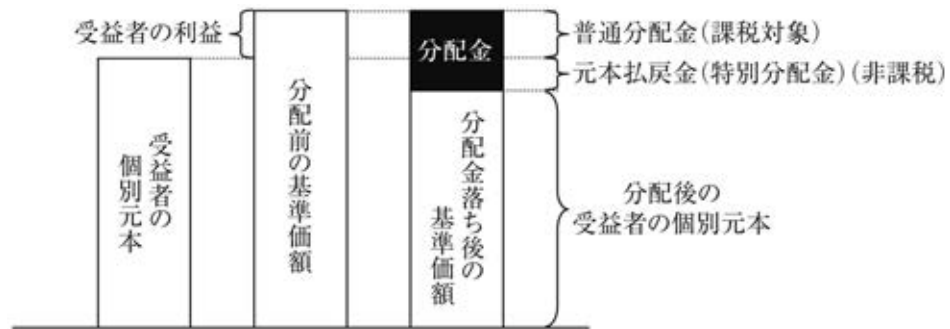 受益者の利益
分配金
普通分配金(課税対象)
元本払戻金(特別分配金)(非課税)
受益者の
個別元本
分配前の基準価額
分配金落ち後の
基準価額
分配後の
受益者の個別元本